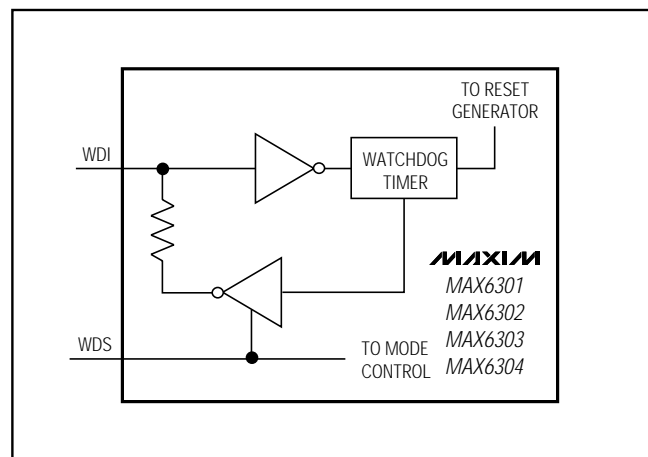 TO RESET
GENERATOR
WDI
WATCHDOG
TIMER
MAXIM
MAX6301
MAX6302
MAX6303
MAX6304
WDS
TO MODE
CONTROL